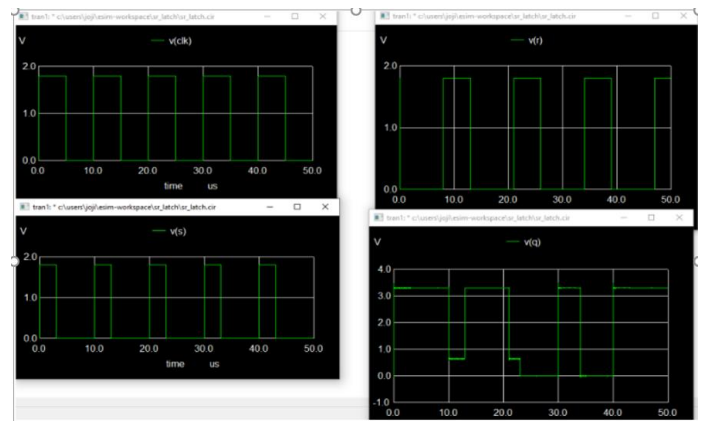 tran1: * c:\users\joji\esim-workspace\sr_latch\sr_latch.cir
V
v(clk)
2.0
1.0
0.0
0.0 10.0 20.0 30.0 40.0 50.0
time us
tran1: * c:\users\joji\esim-workspace\sr_latch\sr_latch.cir
V
v(r)
2.0
1.0
0.0
0.0 10.0 20.0 30.0 40.0 50.0
tran1: * c:\users\joji\esim-workspace\sr_latch\sr_latch.cir
V
v(s)
2.0
1.0
0.0
0.0 10.0 20.0 30.0 40.0 50.0
time us
tran1: * c:\users\joji\esim-workspace\sr_latch\sr_latch.cir
V
v(q)
4.0
3.0
2.0
1.0
0.0
-1.0
0.0 10.0 20.0 30.0 40.0 50.0